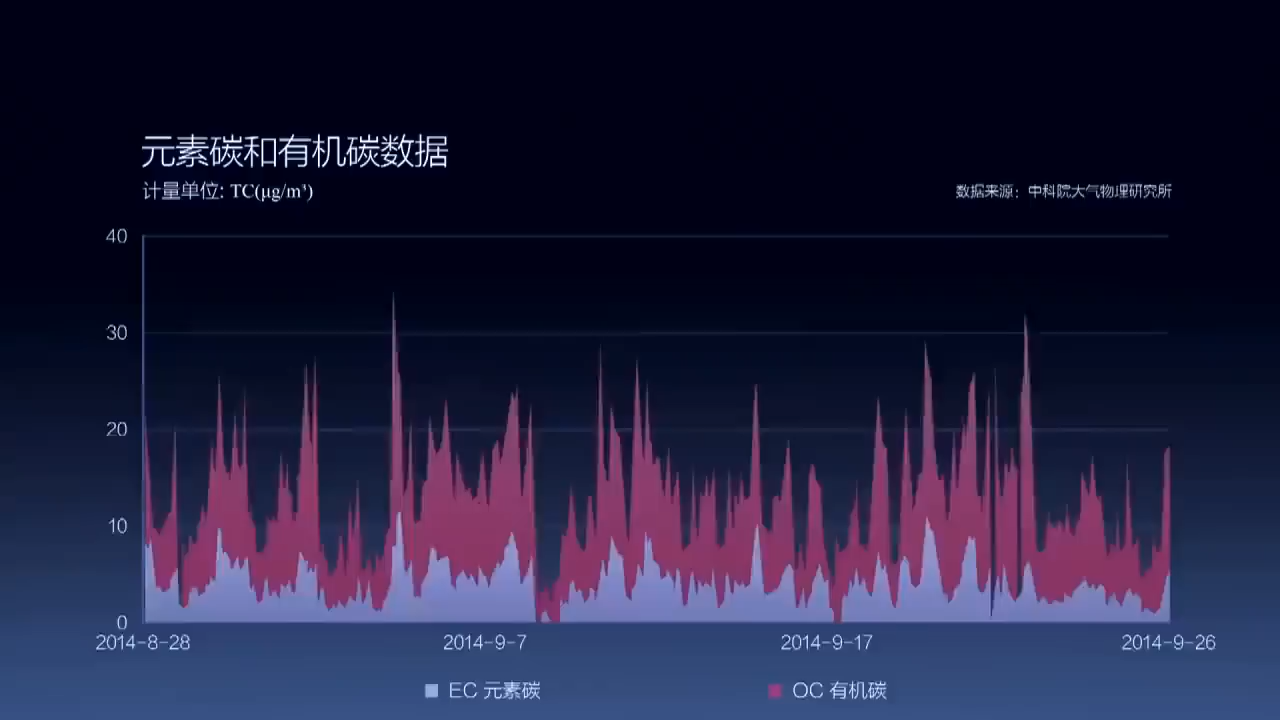 元素碳和有机碳数据
计量单位: TC(μg/m³)
数据来源：中科院大气物理研究所
40
30
20
10
0
2014-8-28
2014-9-7
2014-9-17
2014-9-26
EC 元素碳
OC 有机碳